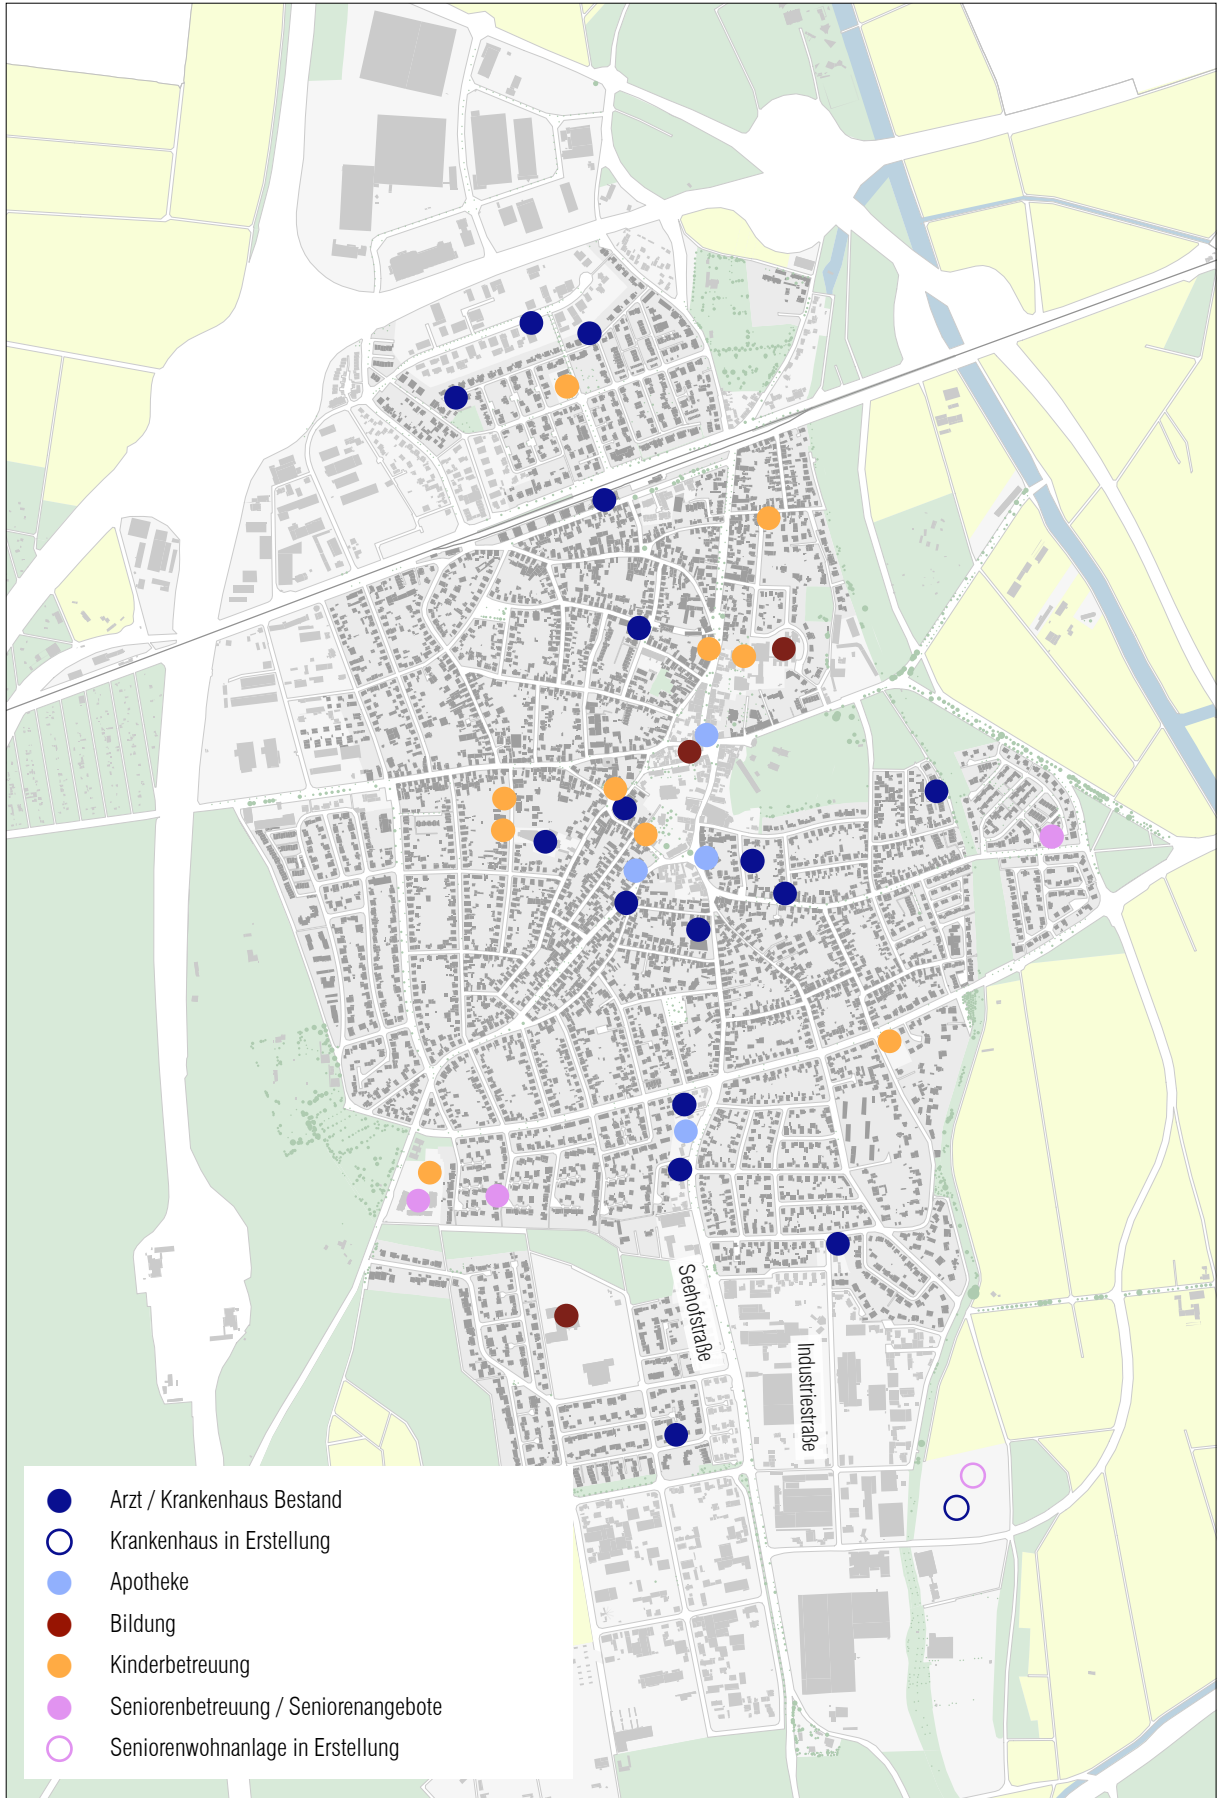 Seehofstraße
Industriestraße
Arzt / Krankenhaus Bestand
Krankenhaus in Erstellung
Apotheke
Bildung
Kinderbetreuung
Seniorenbetreuung / Seniorenangebote
Seniorenwohnanlage in Erstellung